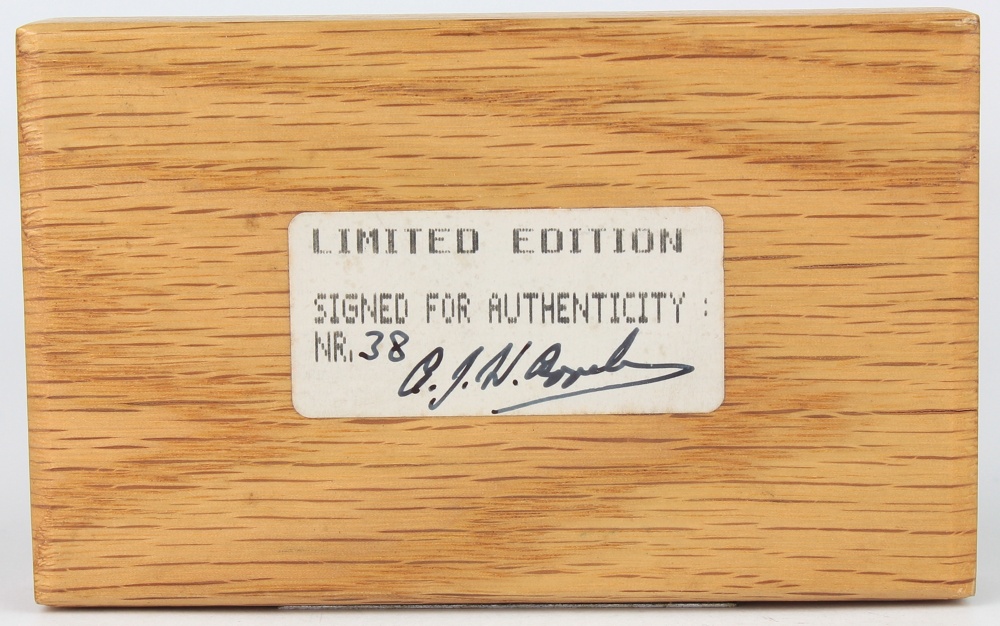 LIMITED EDITION
SIGNED FOR AUTHENTICITY :
NR. 38